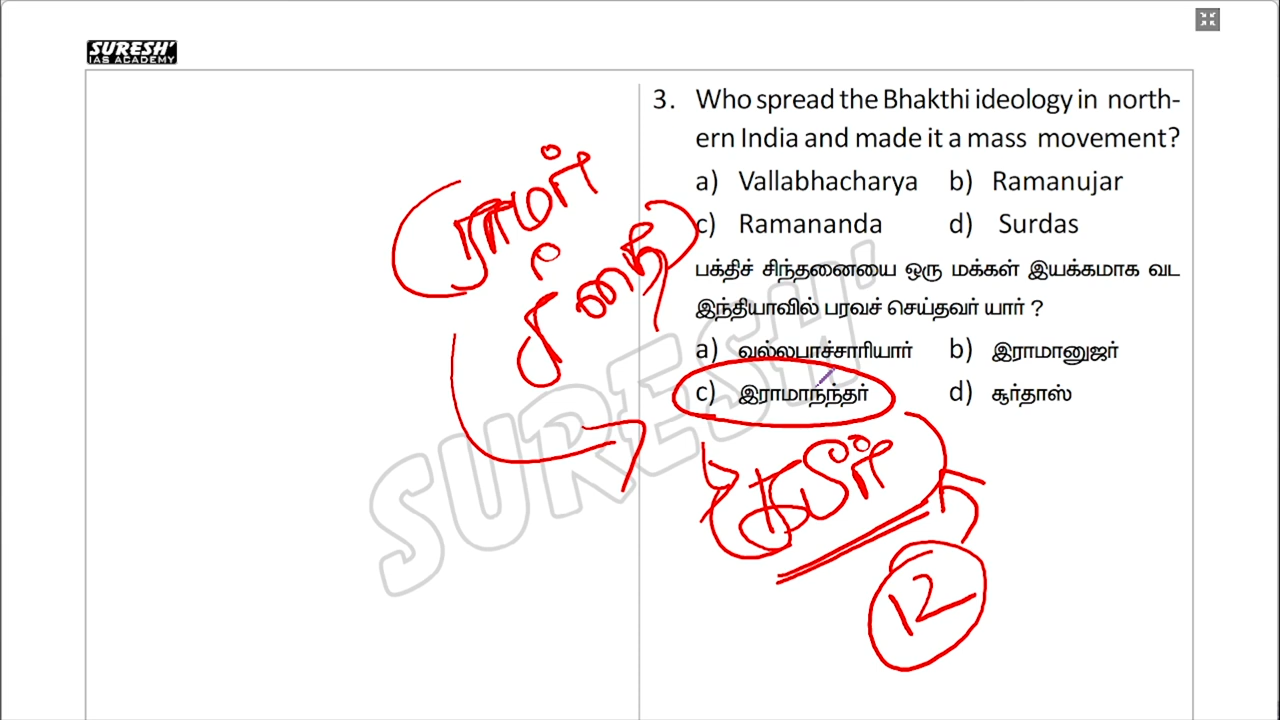 SURESH'
IAS ACADEMY
3. Who spread the Bhakthi ideology in north-
ern India and made it a mass movement?
a) Vallabhacharya b) Ramanujar
c) Ramananda d) Surdas
பக்திச் சிந்தனையை ஒரு மக்கள் இயக்கமாக வட
இந்தியாவில் பரவச் செய்தவர் யார் ?
a) வல்லபாச்சாரியார் b) இராமானுஜர்
c) இராமாநந்தர் d) சூர்தாஸ்
ராமர்
சீதை
கபீர்
12
SURESH'